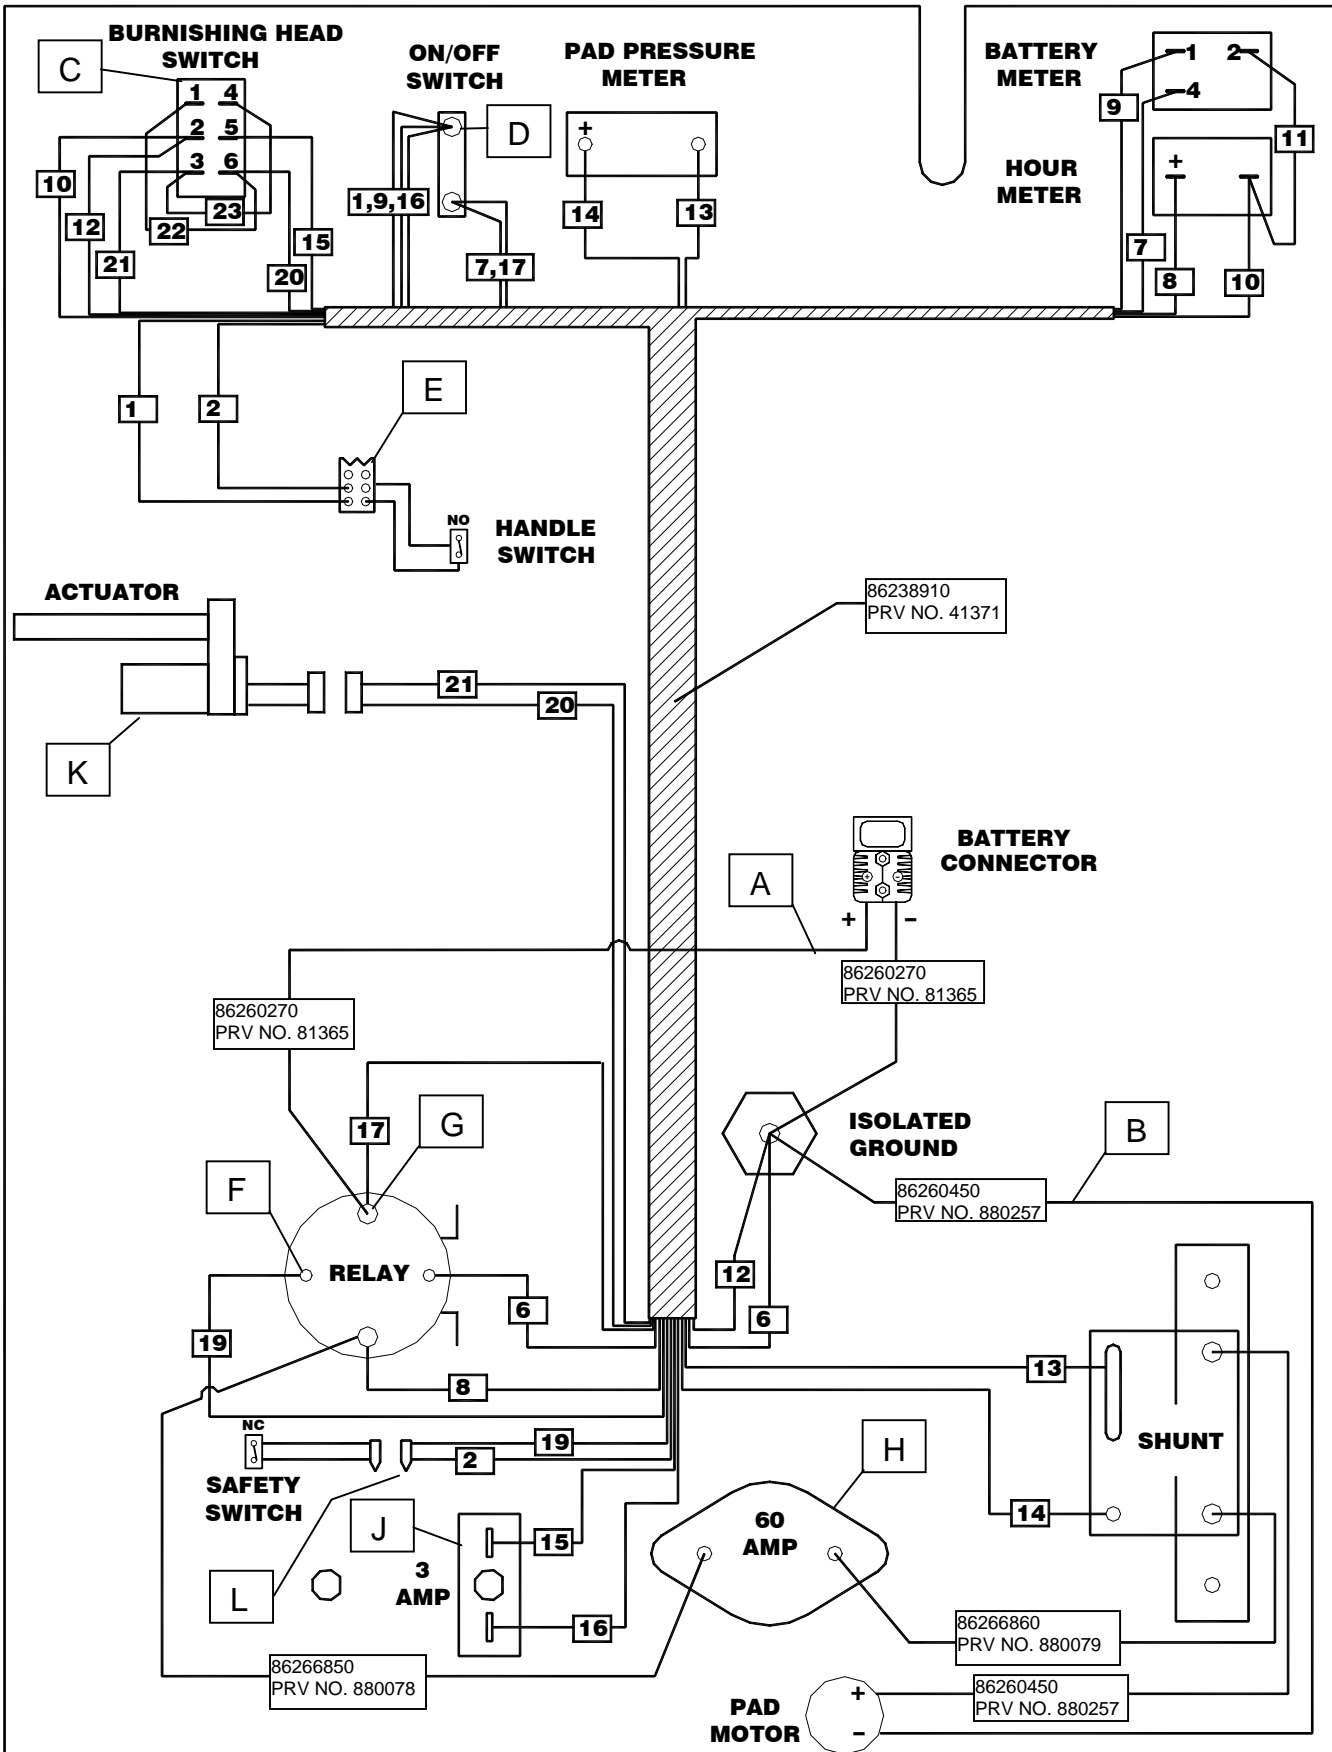 BURNISHING HEAD
SWITCH
C
1 4
2 5
3 6
10
12
21
22
23
15
20
ON/OFF
SWITCH
D
1,9,16
7,17
PAD PRESSURE
METER
+
14
13
BATTERY
METER
1 2
4
9
11
HOUR
METER
+
7
8
10
1
2
E
NO
HANDLE
SWITCH
ACTUATOR
21
20
K
86238910
PRV NO. 41371
BATTERY
CONNECTOR
A
+ -
+ –
86260270
PRV NO. 81365
86260270
PRV NO. 81365
17
G
F
RELAY
ISOLATED
GROUND
B
86260450
PRV NO. 880257
12
6
6
19
8
13
SHUNT
14
NC
SAFETY
SWITCH
19
2
L
J
3
AMP
15
16
H
60
AMP
86266850
PRV NO. 880078
86266860
PRV NO. 880079
86260450
PRV NO. 880257
PAD
MOTOR
+
–